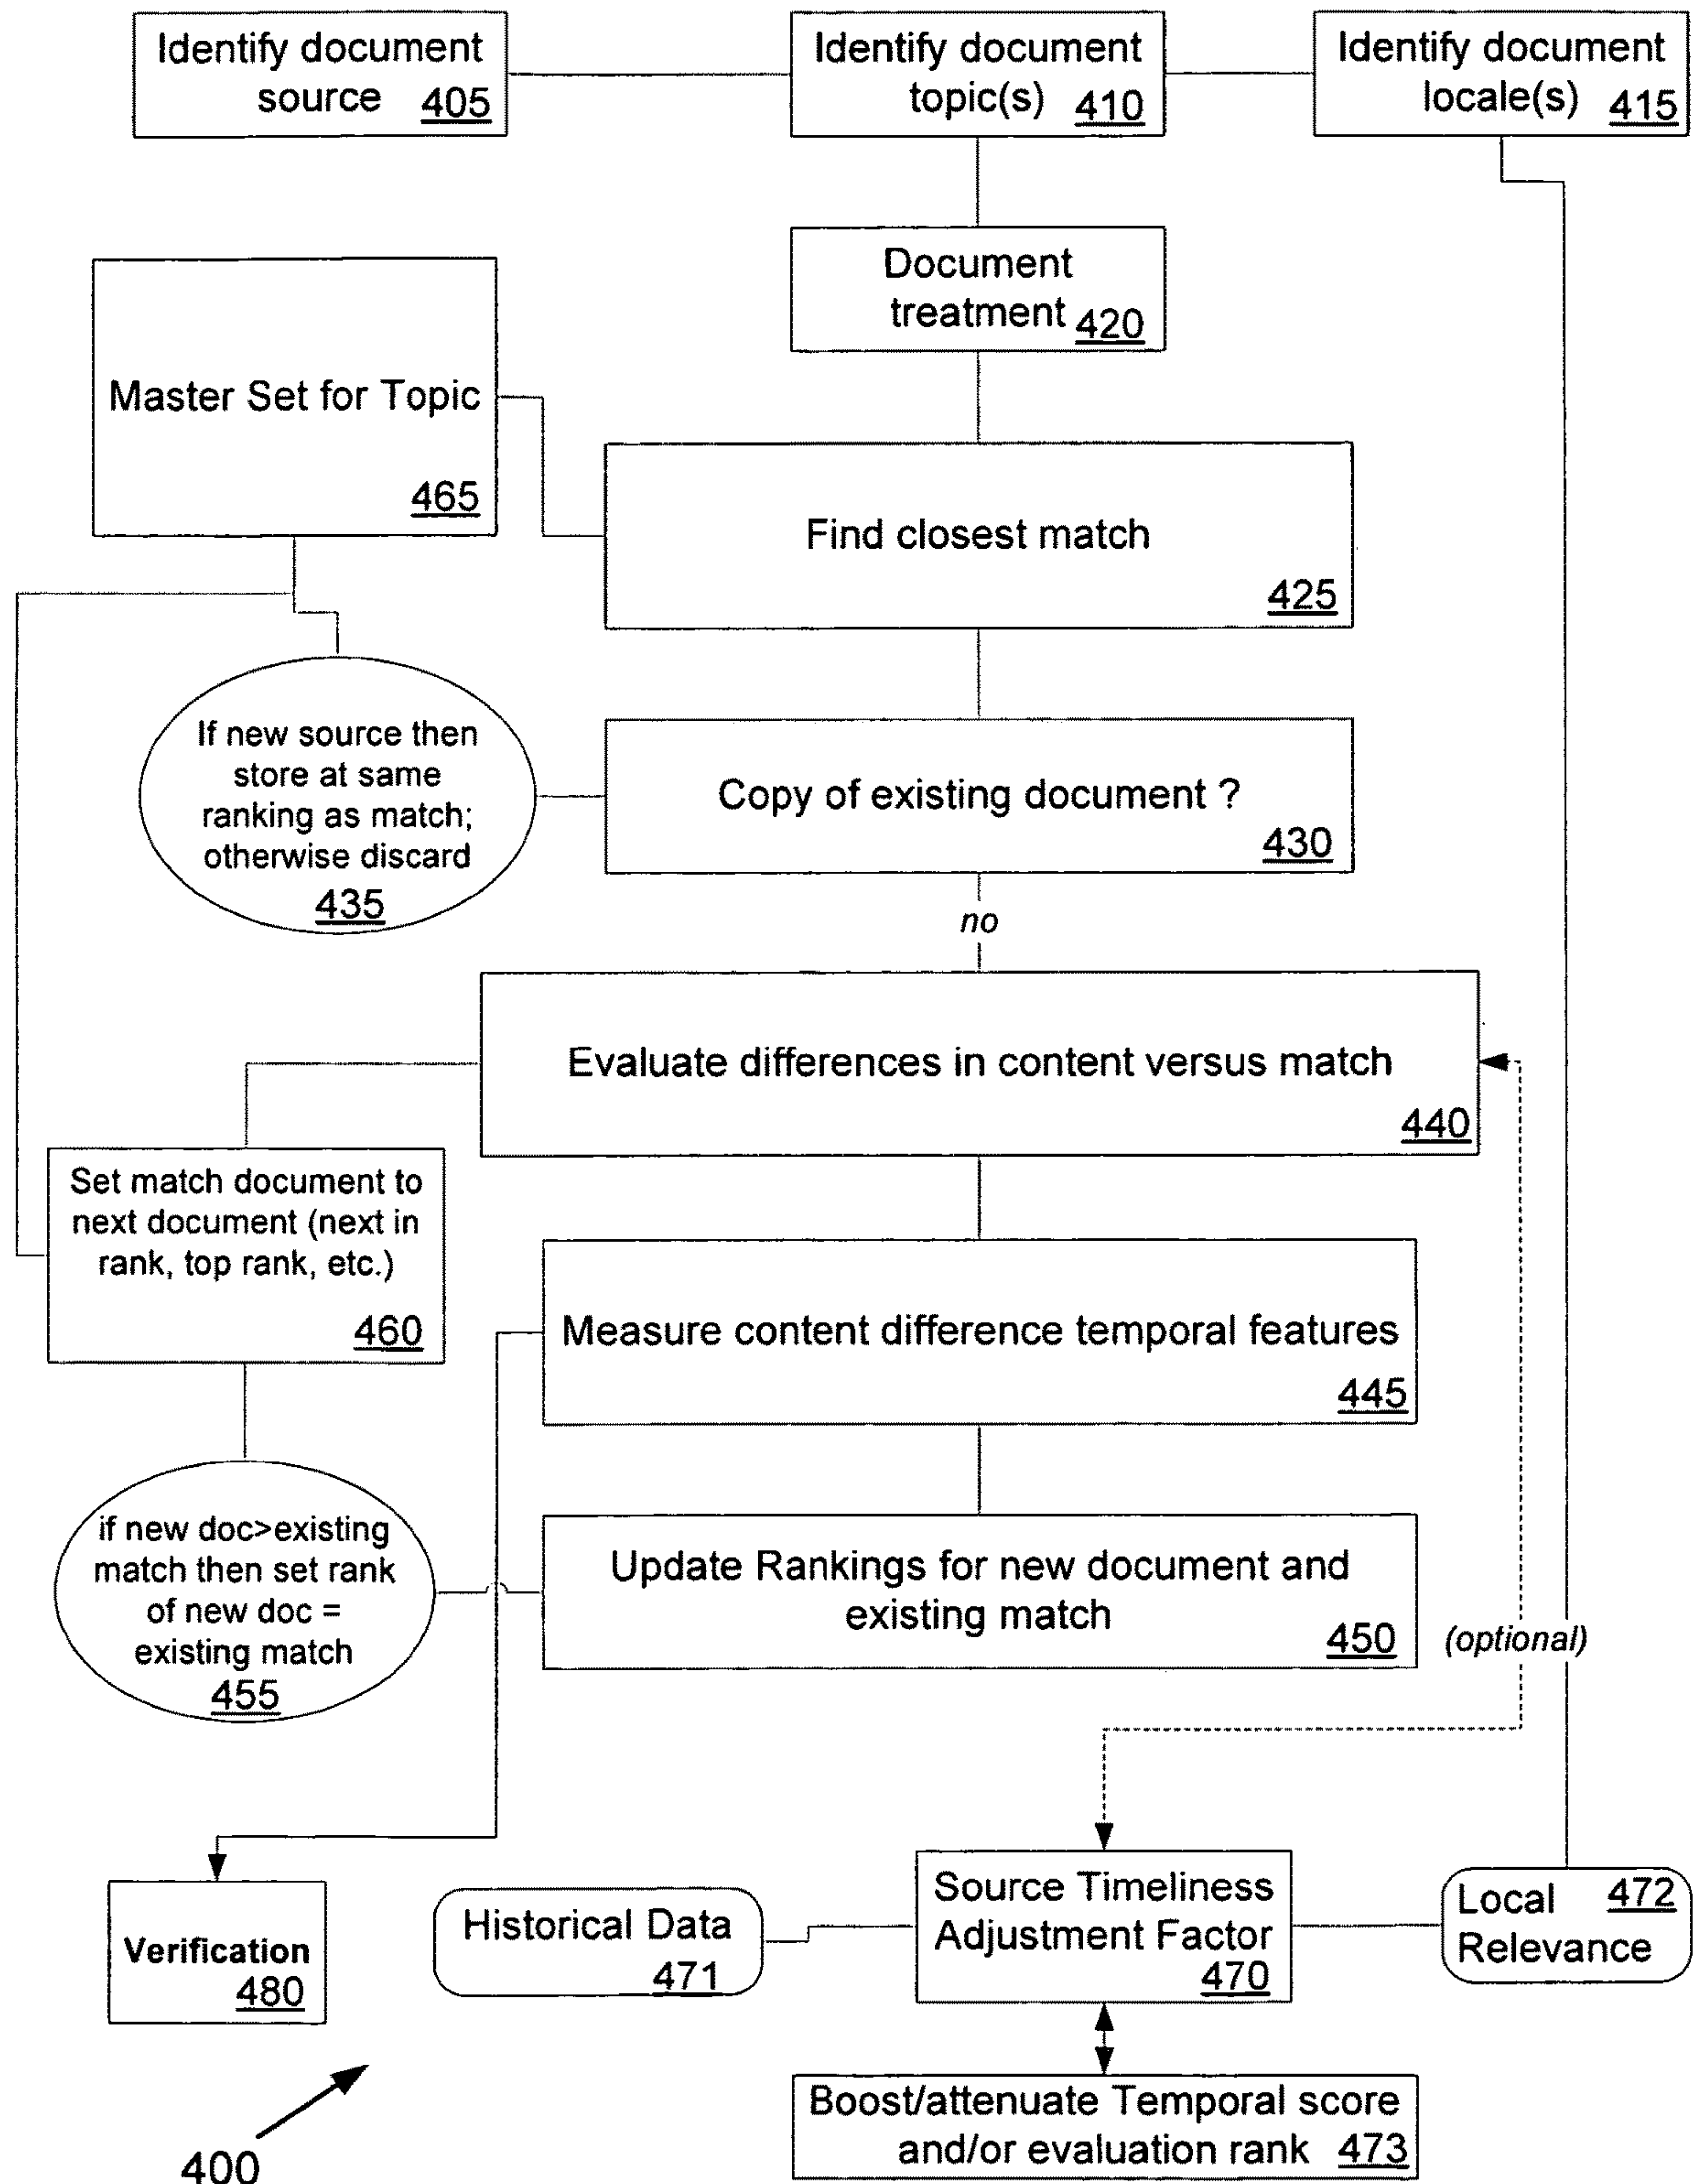 Identify document
source 405
Identify document
topic(s) 410
Identify document
locale(s) 415
Document
treatment 420
Master Set for Topic
465
Find closest match
425
If new source then
store at same
ranking as match;
otherwise discard
435
Copy of existing document ?
430
no
Evaluate differences in content versus match
440
Set match document to
next document (next in
rank, top rank, etc.)
460
Measure content difference temporal features
445
if new doc>existing
match then set rank
of new doc =
existing match
455
Update Rankings for new document and
existing match 450
(optional)
Verification
480
Historical Data
471
Source Timeliness
Adjustment Factor
470
Local 472
Relevance
Boost/attenuate Temporal score
and/or evaluation rank 473
400